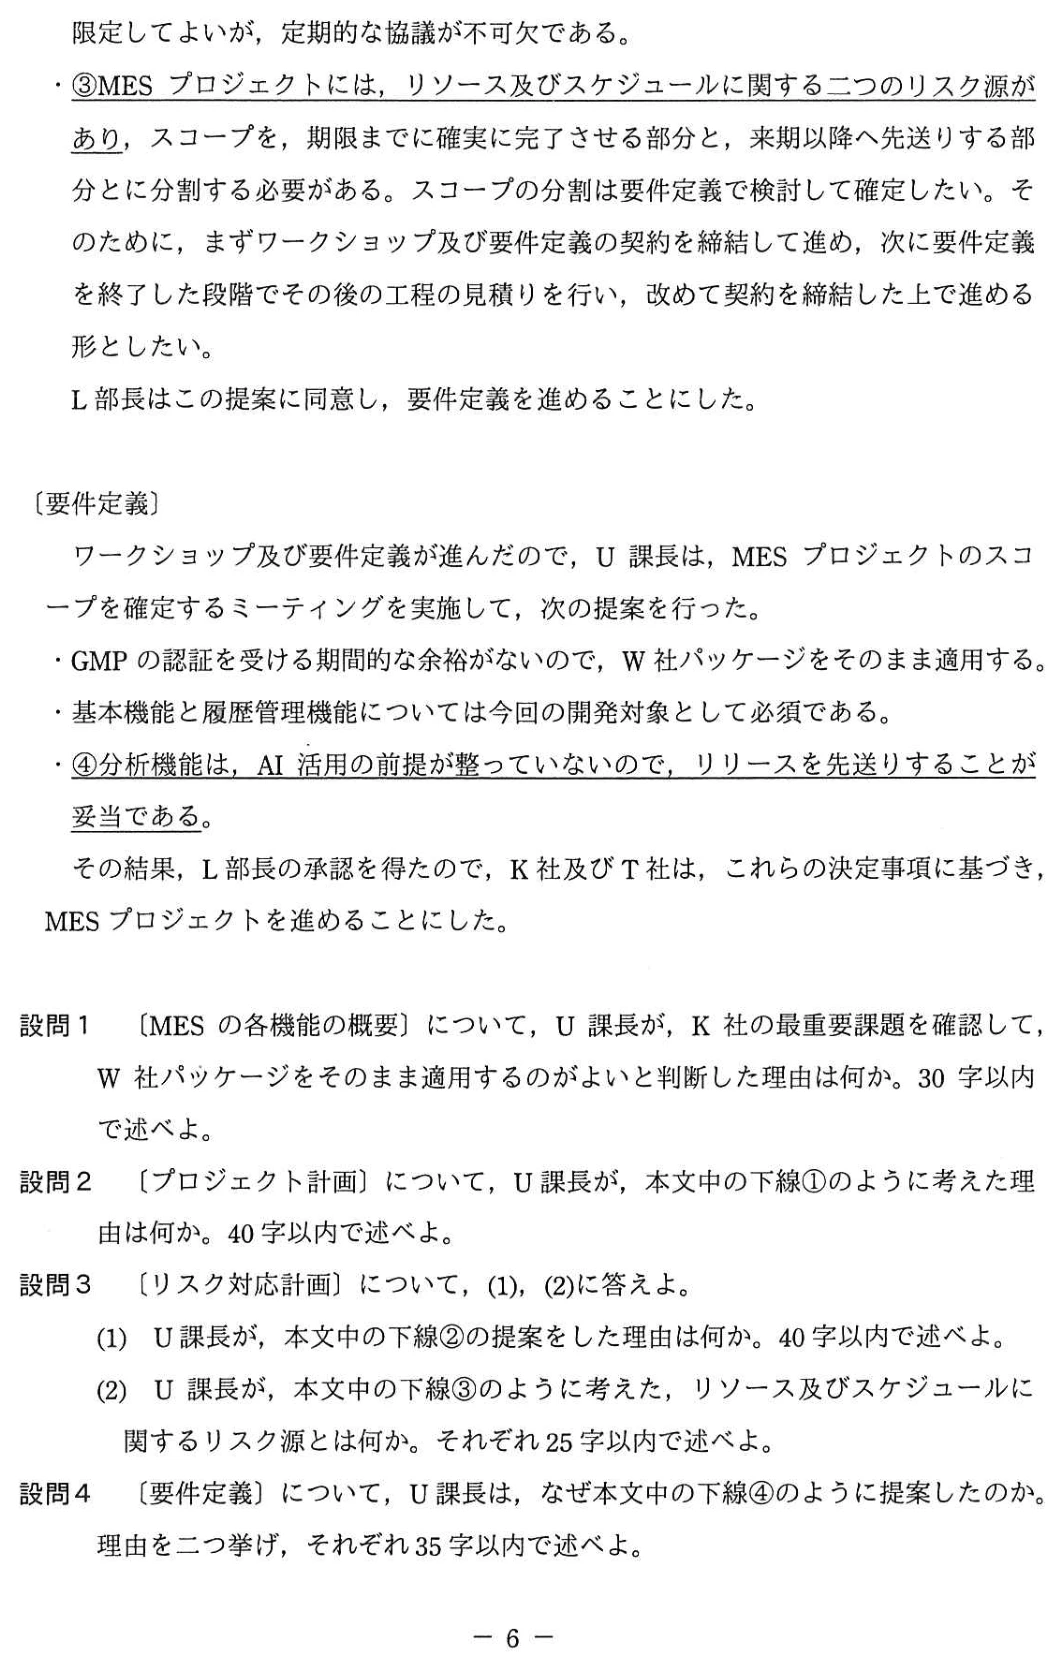 限定してよいが，定期的な協議が不可欠である。
・③MES プロジェクトには，リソース及びスケジュールに関する二つのリスク源が
あり，スコープを，期限までに確実に完了させる部分と，来期以降へ先送りする部
分とに分割する必要がある。スコープの分割は要件定義で検討して確定したい。そ
のために，まずワークショップ及び要件定義の契約を締結して進め，次に要件定義
を終了した段階でその後の工程の見積りを行い，改めて契約を締結した上で進める
形としたい。
L 部長はこの提案に同意し，要件定義を進めることにした。
〔要件定義〕
ワークショップ及び要件定義が進んだので，U 課長は，MES プロジェクトのスコ
ープを確定するミーティングを実施して，次の提案を行った。
・GMP の認証を受ける期間的な余裕がないので，W 社パッケージをそのまま適用する。
・基本機能と履歴管理機能については今回の開発対象として必須である。
・④分析機能は，AI 活用の前提が整っていないので，リリースを先送りすることが
妥当である。
その結果，L 部長の承認を得たので，K 社及び T 社は，これらの決定事項に基づき，
MES プロジェクトを進めることにした。
設問1 〔MES の各機能の概要〕について，U 課長が，K 社の最重要課題を確認して，
W 社パッケージをそのまま適用するのがよいと判断した理由は何か。30 字以内
で述べよ。
設問2 〔プロジェクト計画〕について，U 課長が，本文中の下線①のように考えた理
由は何か。40 字以内で述べよ。
設問3 〔リスク対応計画〕について，(1)，(2)に答えよ。
(1) U 課長が，本文中の下線②の提案をした理由は何か。40 字以内で述べよ。
(2) U 課長が，本文中の下線③のように考えた，リソース及びスケジュールに
関するリスク源とは何か。それぞれ 25 字以内で述べよ。
設問4 〔要件定義〕について，U 課長は，なぜ本文中の下線④のように提案したのか。
理由を二つ挙げ，それぞれ 35 字以内で述べよ。
－ 6 －